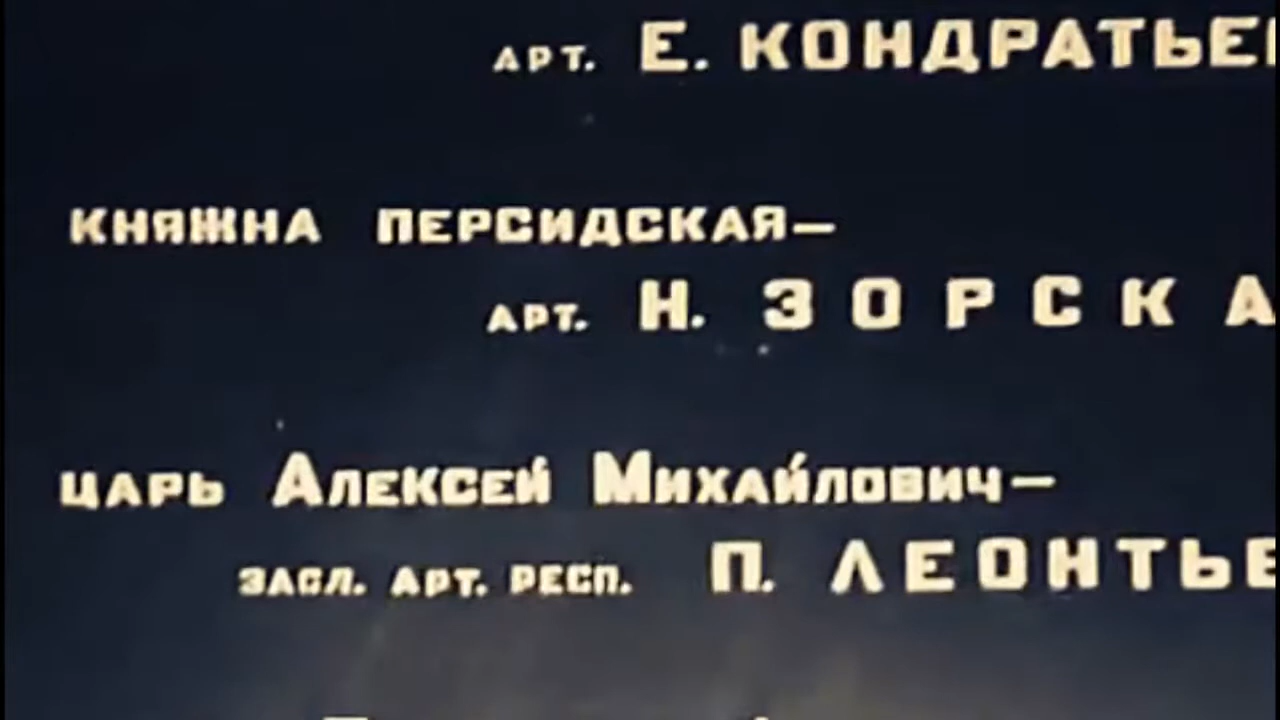 АРТ. Е. КОНДРАТЬЕ
КНЯЖНА ПЕРСИДСКАЯ—
АРТ. Н. ЗОРСКА
ЦАРЬ АЛЕКСЕЙ МИХАЙЛОВИЧ—
ЗАСЛ. АРТ. РЕСП. П. ЛЕОНТЬЕ